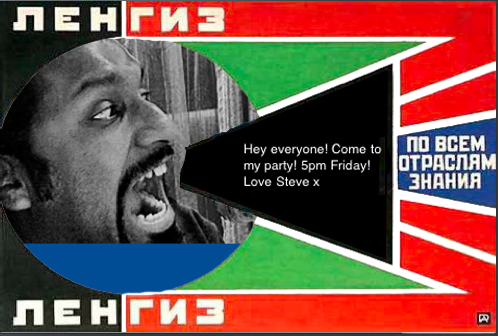 ЛЕНГИЗ
Hey everyone! Come to
my party! 5pm Friday!
Love Steve x
ПО ВСЕМ
ОТРАСЛЯМ
ЗНАНИЯ
ЛЕНГИЗ